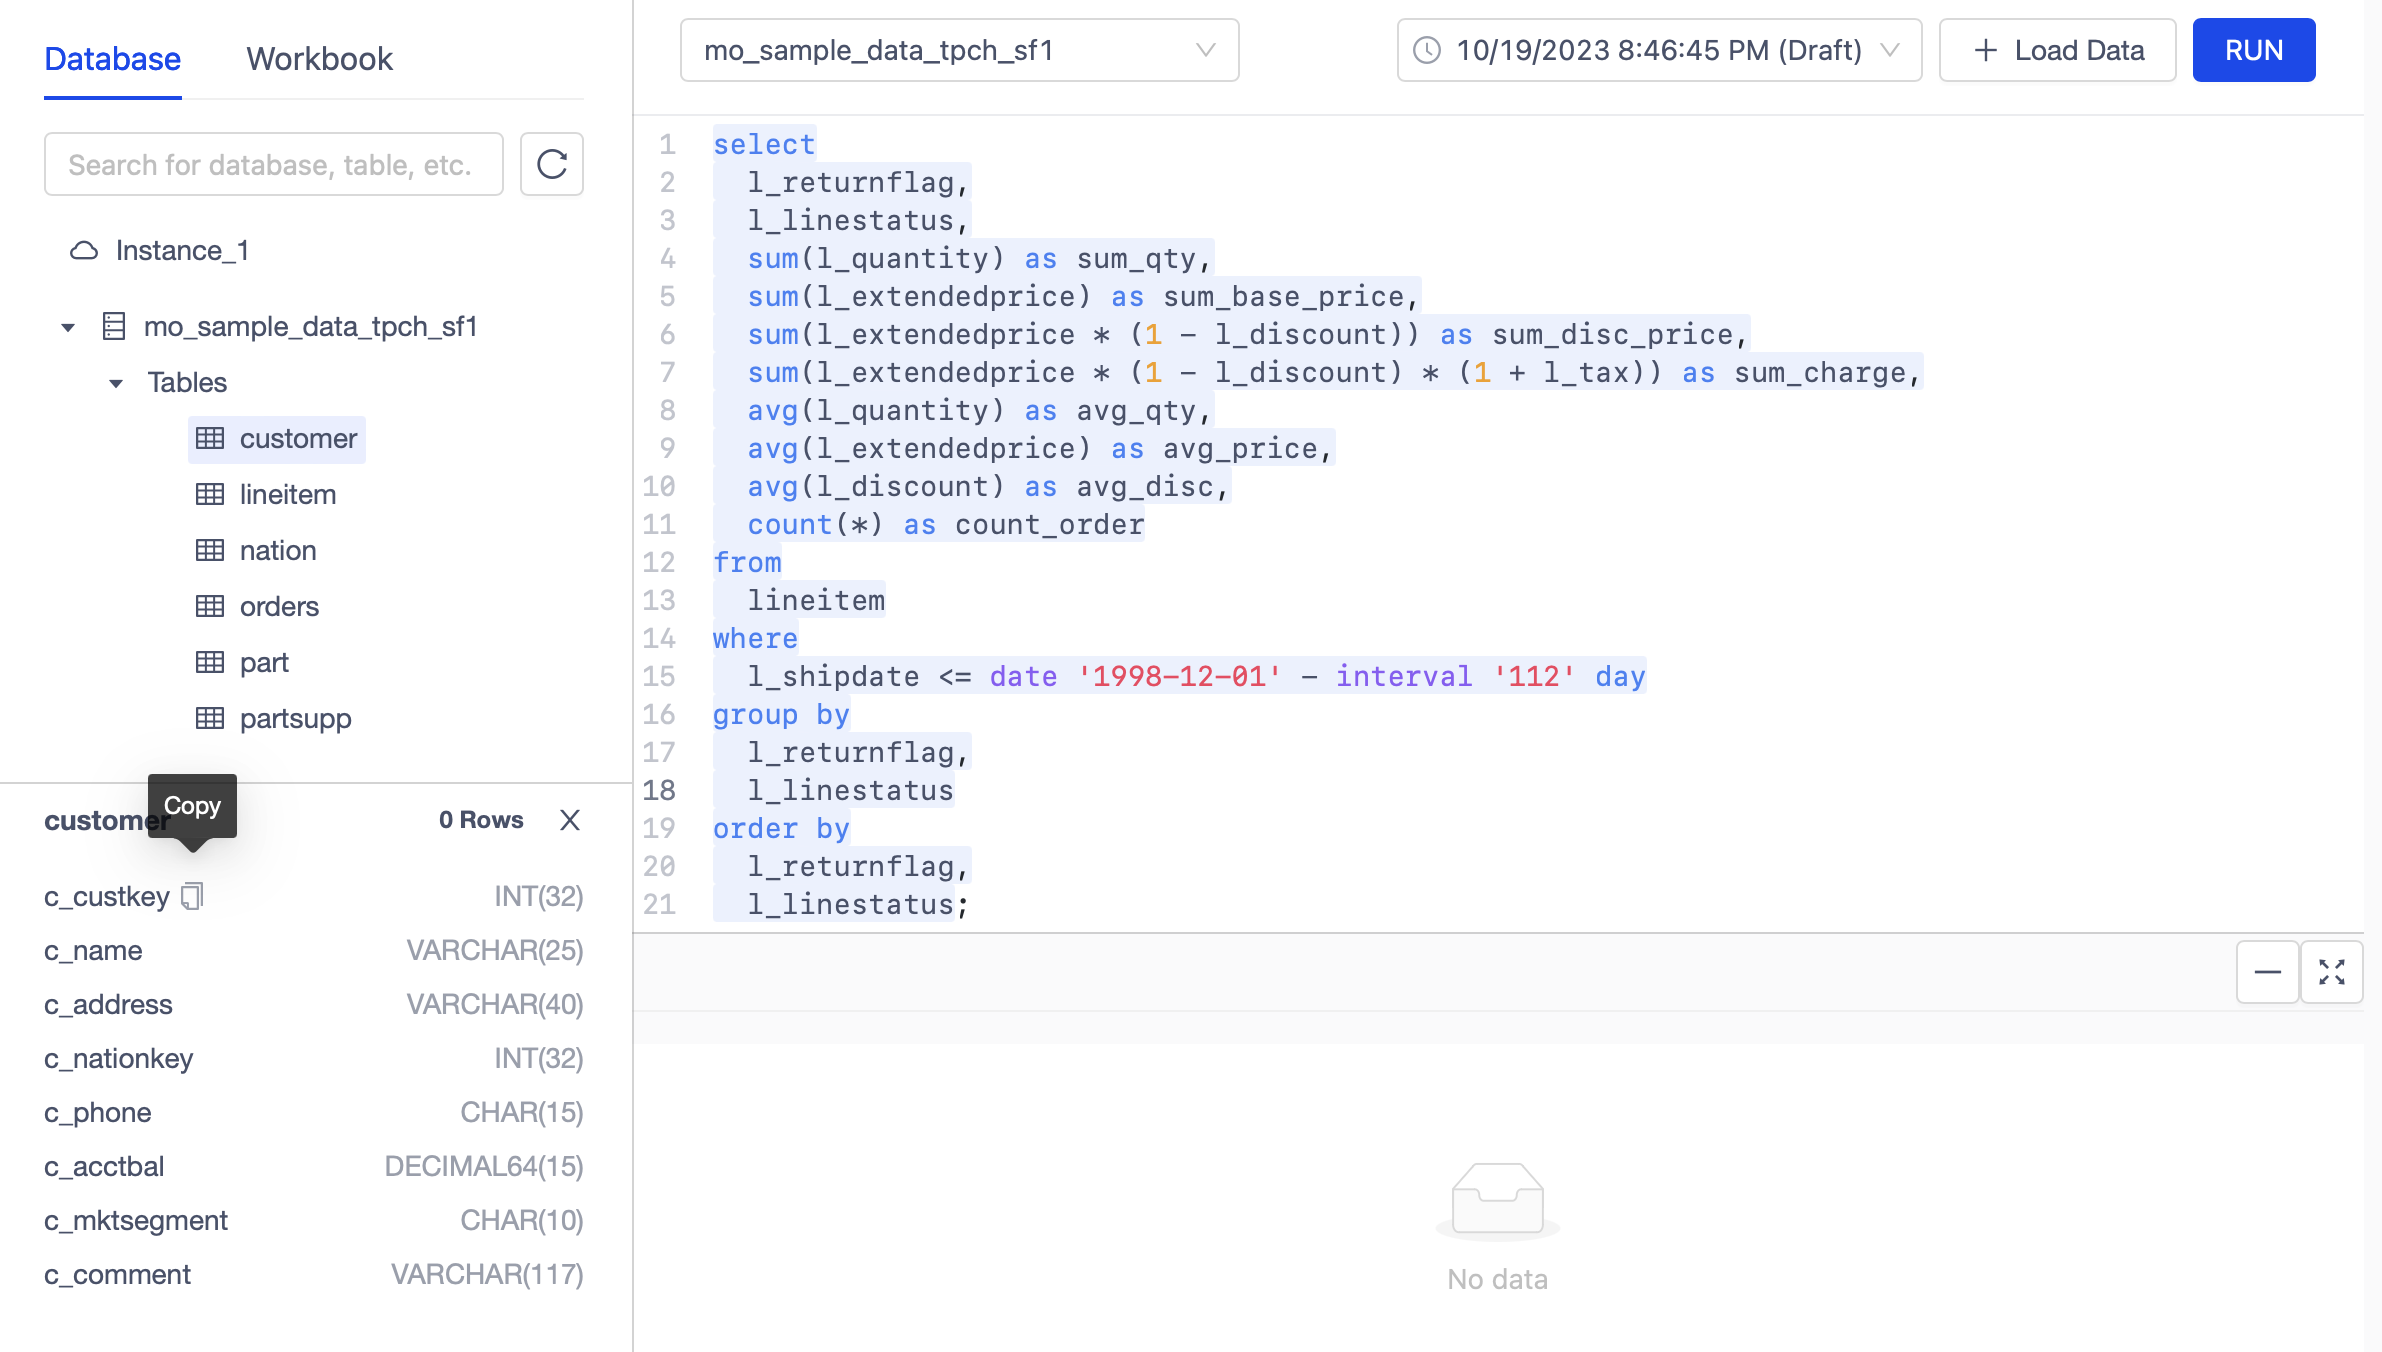 Database Workbook
Search for database, table, etc.
Instance_1
mo_sample_data_tpch_sf1
Tables
customer
lineitem
nation
orders
part
partsupp
Copy
customer 0 Rows X
c_custkey INT(32)
c_name VARCHAR(25)
c_address VARCHAR(40)
c_nationkey INT(32)
c_phone CHAR(15)
c_acctbal DECIMAL64(15)
c_mktsegment CHAR(10)
c_comment VARCHAR(117)
mo_sample_data_tpch_sf1 10/19/2023 8:46:45 PM (Draft) + Load Data RUN
1 select
2 l_returnflag,
3 l_linestatus,
4 sum(l_quantity) as sum_qty,
5 sum(l_extendedprice) as sum_base_price,
6 sum(l_extendedprice * (1 - l_discount)) as sum_disc_price,
7 sum(l_extendedprice * (1 - l_discount) * (1 + l_tax)) as sum_charge,
8 avg(l_quantity) as avg_qty,
9 avg(l_extendedprice) as avg_price,
10 avg(l_discount) as avg_disc,
11 count(*) as count_order
12 from
13 lineitem
14 where
15 l_shipdate <= date '1998-12-01' - interval '112' day
16 group by
17 l_returnflag,
18 l_linestatus
19 order by
20 l_returnflag,
21 l_linestatus;
No data